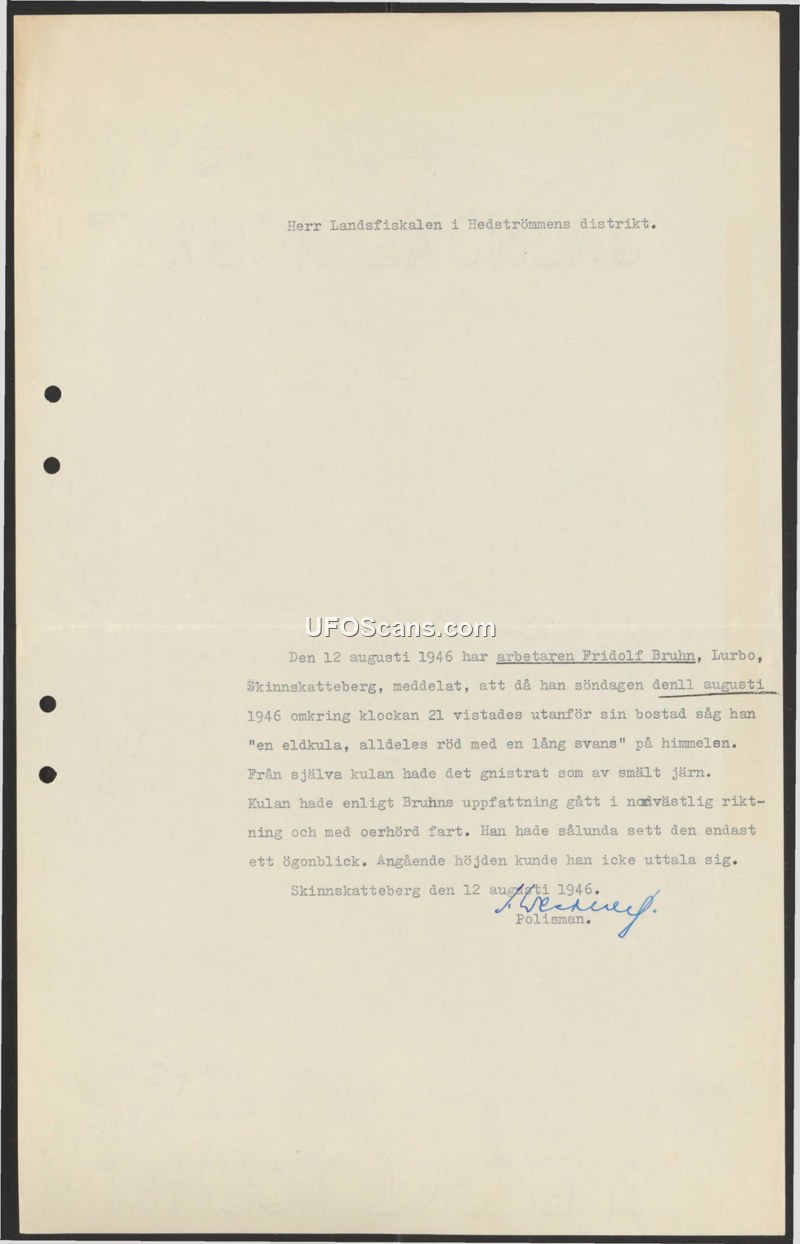 Herr Landsfiskalen i Hedströmmens distrikt.
UFOScans.com
Den 12 augusti 1946 har arbetaren Fridolf Bruhn, Lurbo,
Skinnskatteberg, meddelat, att då han söndagen den11 augusti
1946 omkring klockan 21 vistades utanför sin bostad såg han
"en eldkula, alldeles röd med en lång svans" på himmelen.
Från själva kulan hade det gnistrat som av smält järn.
Kulan hade enligt Bruhns uppfattning gått i nordvästlig rikt-
ning och med oerhörd fart. Han hade sålunda sett den endast
ett ögonblick. Angående höjden kunde han icke uttala sig.
Skinnskatteberg den 12 augusti 1946.
Polisman.